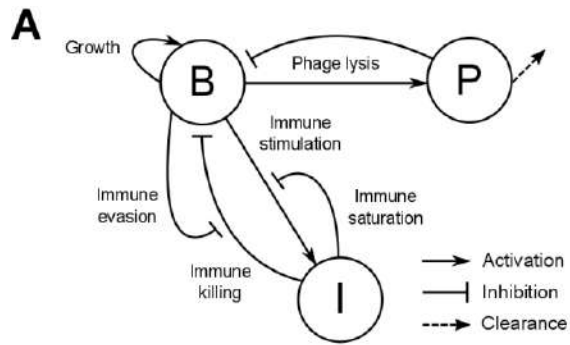 A
Growth
B
Phage lysis
P
Immune
stimulation
Immune
evasion
Immune
saturation
Immune
killing
I
Activation
Inhibition
Clearance